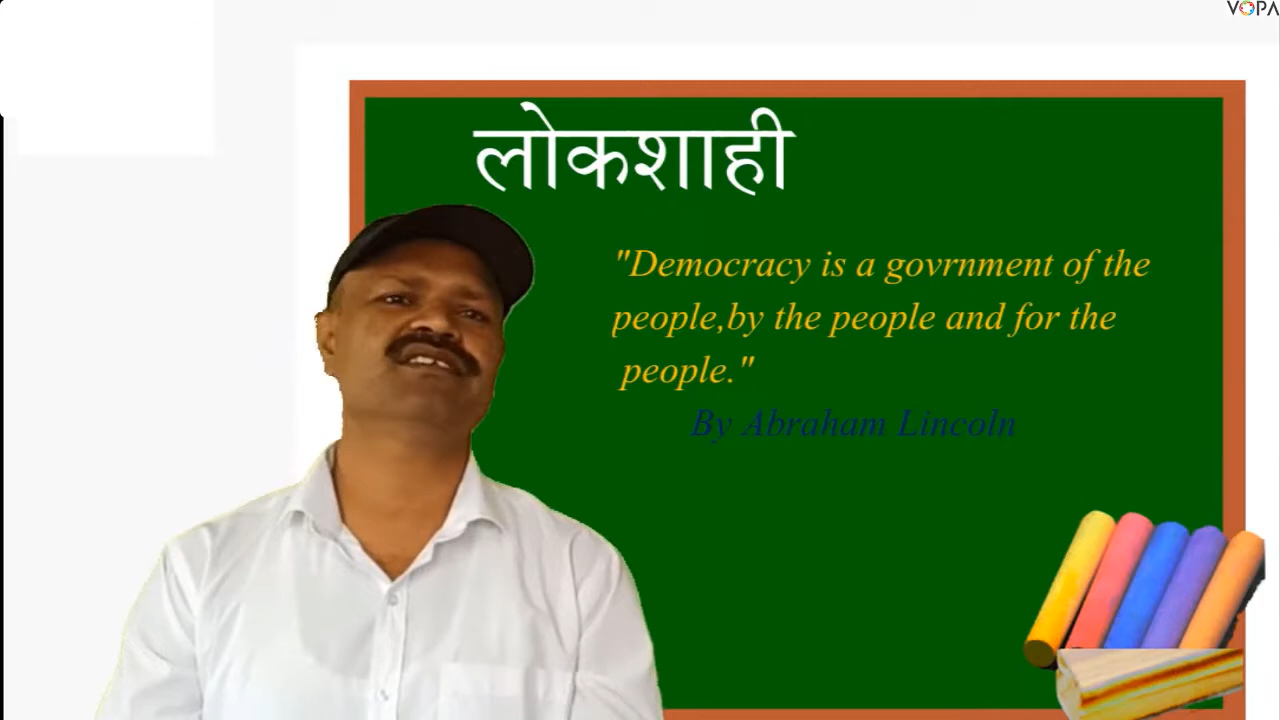 VOPA
लोकशाही
"Democracy is a govrnment of the
people,by the people and for the
people."
By Abraham Lincoln